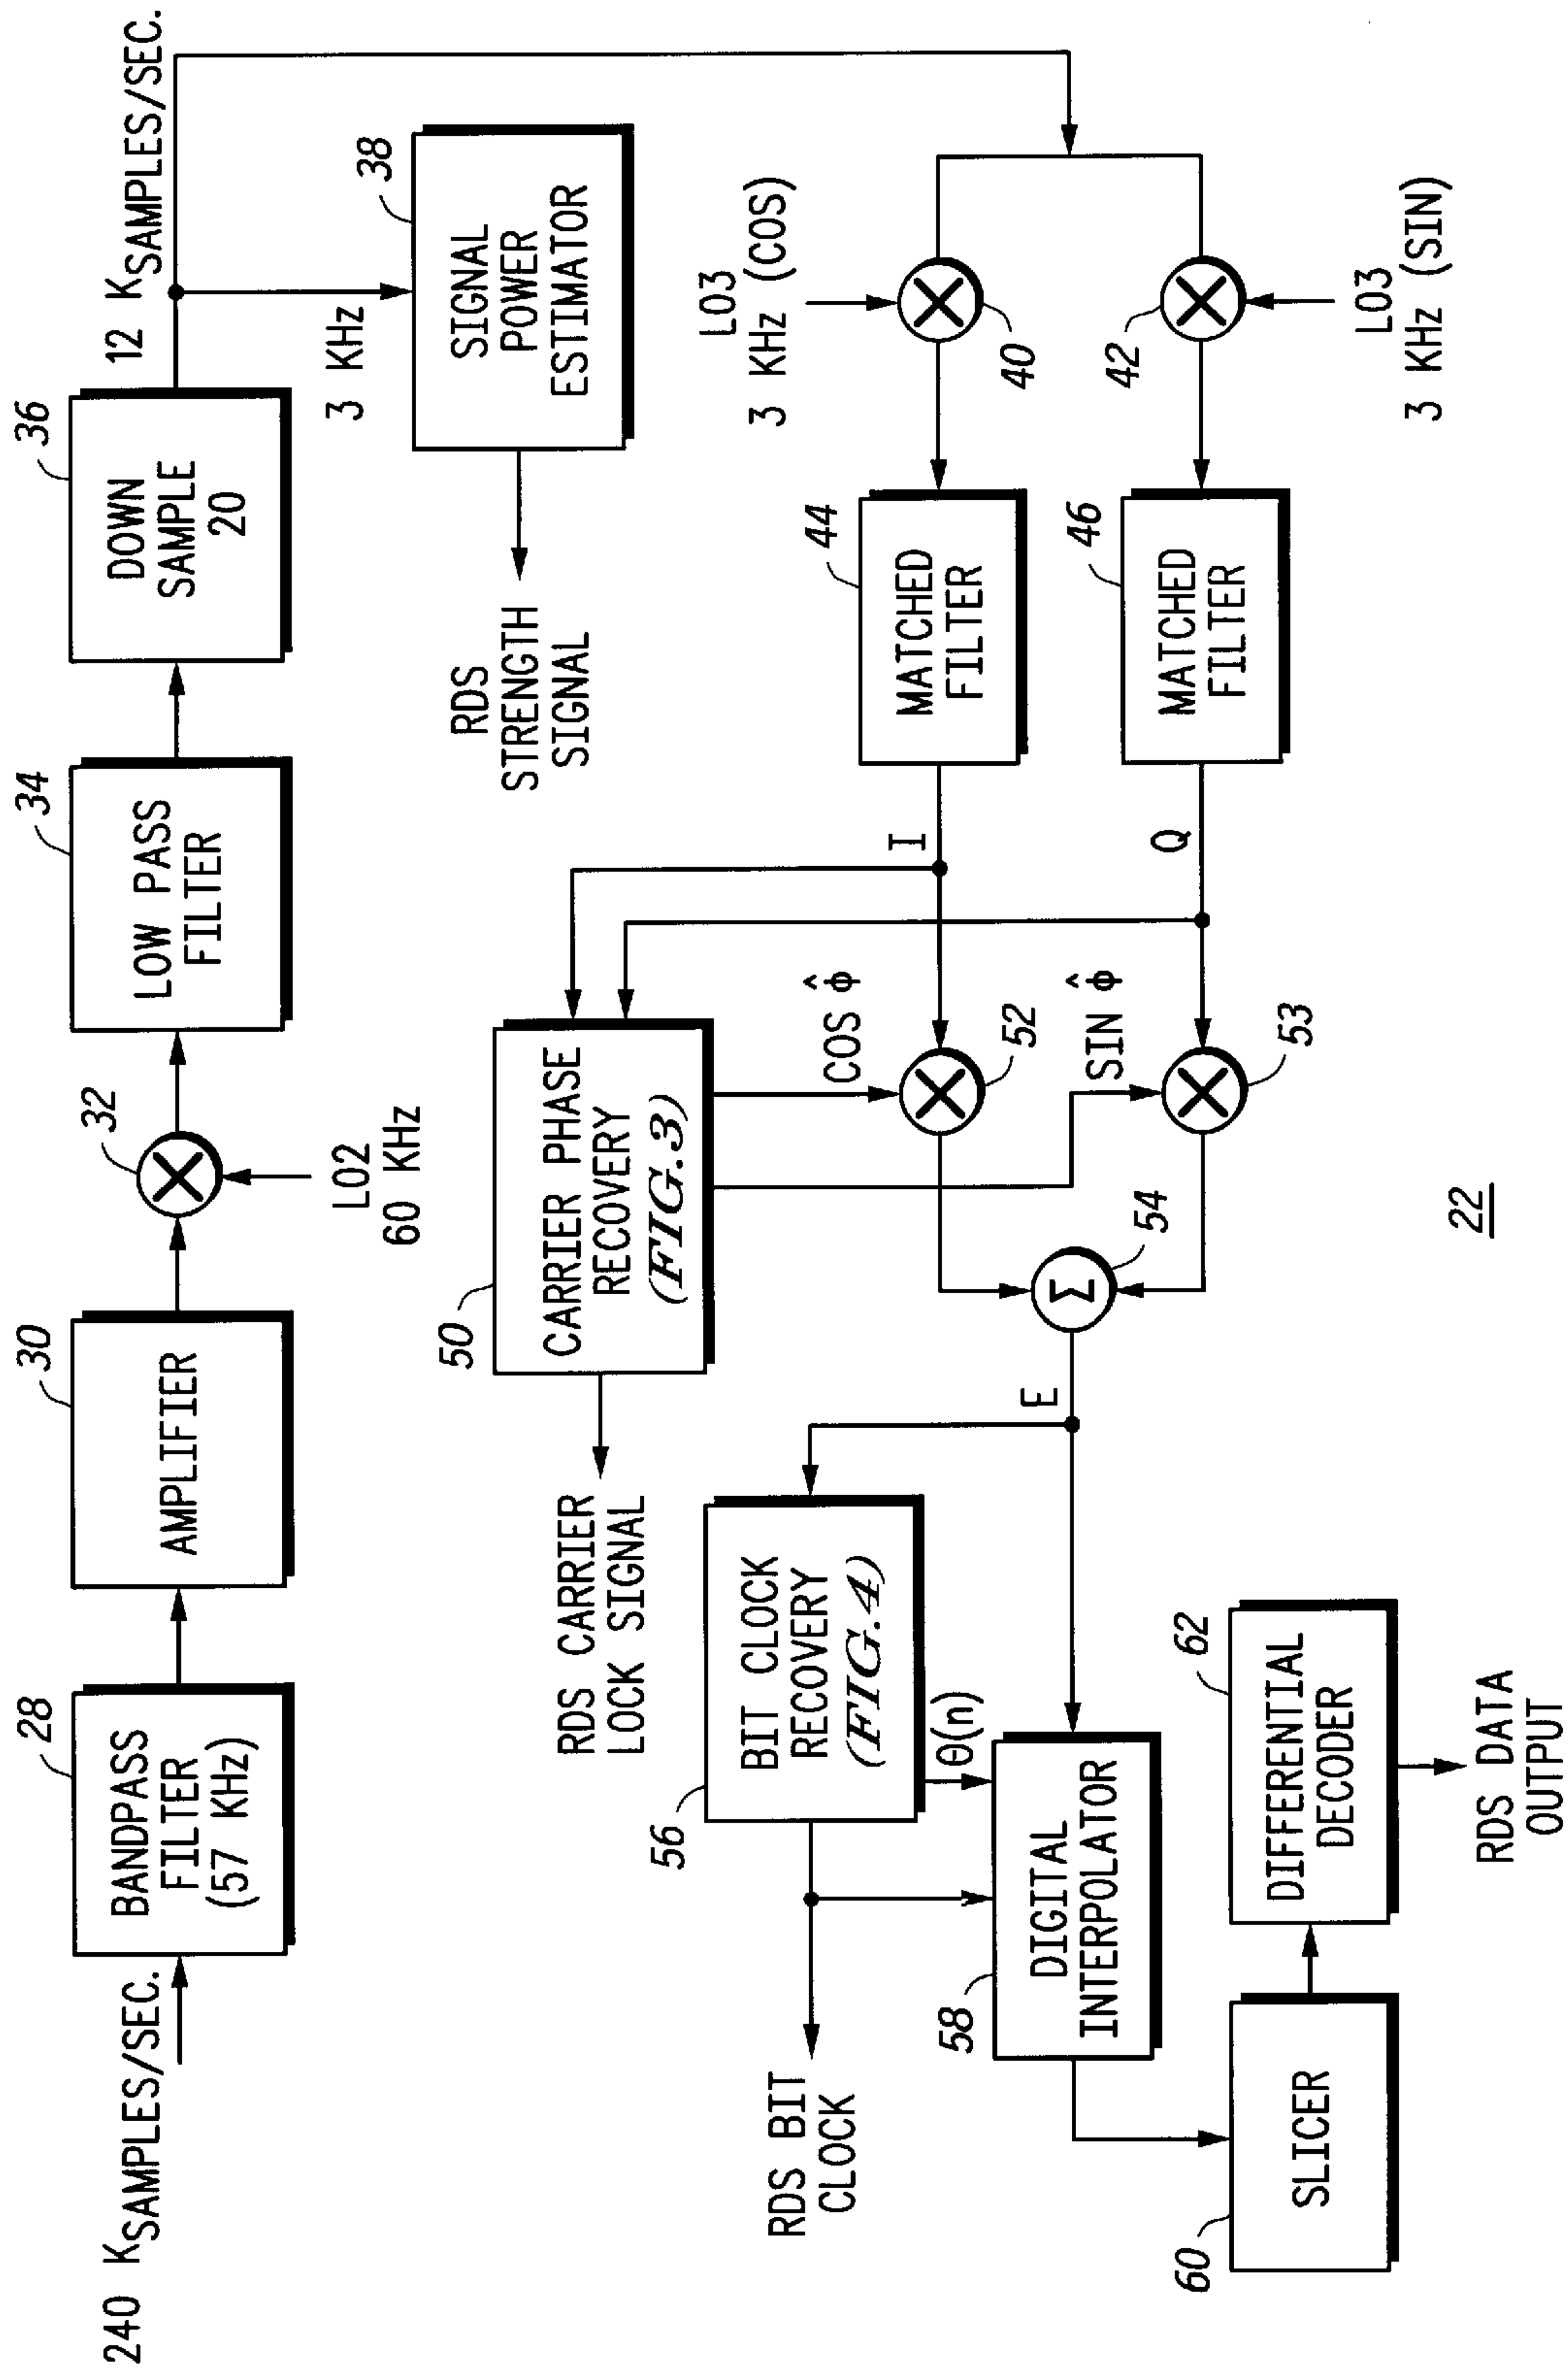 240 KSAMPLES/SEC.
28
BANDPASS
FILTER
(57 KHz)
30
AMPLIFIER
32
LO2
60 KHz
34
LOW PASS
FILTER
36
DOWN
SAMPLE
20
12 KSAMPLES/SEC.
3 KHz
38
SIGNAL
POWER
ESTIMATOR
RDS
STRENGTH
SIGNAL
LO3
3 KHz (COS)
40
42
LO3
3 KHz (SIN)
44
MATCHED
FILTER
46
MATCHED
FILTER
I
Q
50
CARRIER PHASE
RECOVERY
(FIG.3)
RDS CARRIER
LOCK SIGNAL
COS φ̂
52
SIN φ̂
53
54
Σ
E
56
BIT CLOCK
RECOVERY
(FIG.4)
θ(n)
RDS BIT
CLOCK
58
DIGITAL
INTERPOLATOR
60
SLICER
62
DIFFERENTIAL
DECODER
RDS DATA
OUTPUT
22